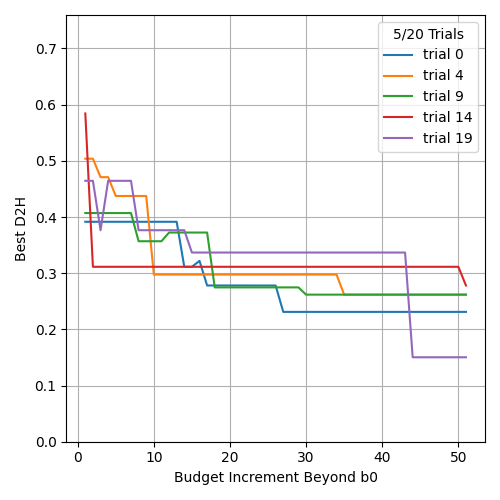 5/20 Trials
trial 0
trial 4
trial 9
trial 14
trial 19
0.7
0.6
0.5
0.4
0.3
0.2
0.1
0.0
Best D2H
0 10 20 30 40 50
Budget Increment Beyond b0